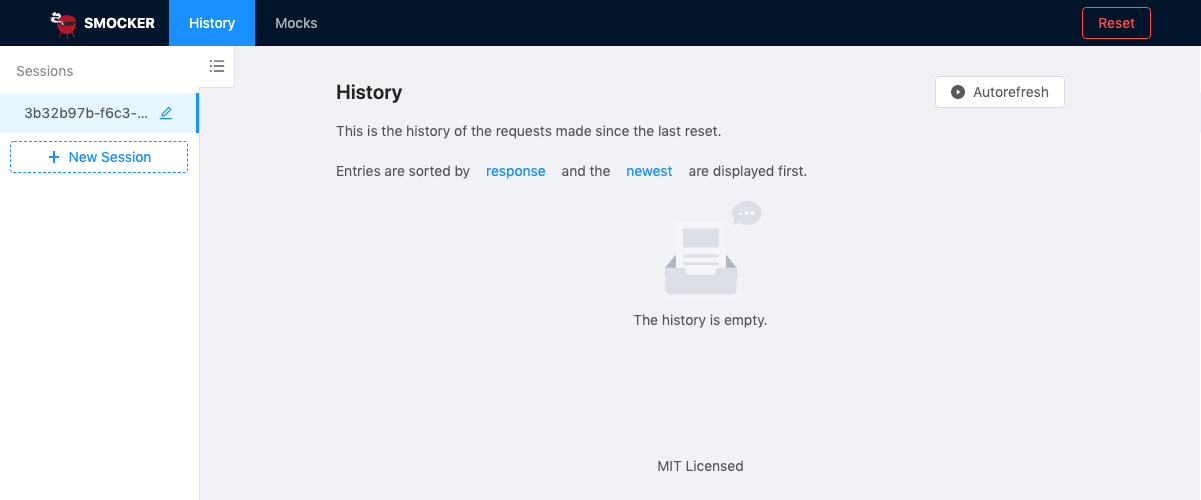 SMOCKER History Mocks Reset
Sessions
3b32b97b-f6c3-...
+ New Session
History
Autorefresh
This is the history of the requests made since the last reset.
Entries are sorted by response and the newest are displayed first.
The history is empty.
MIT Licensed